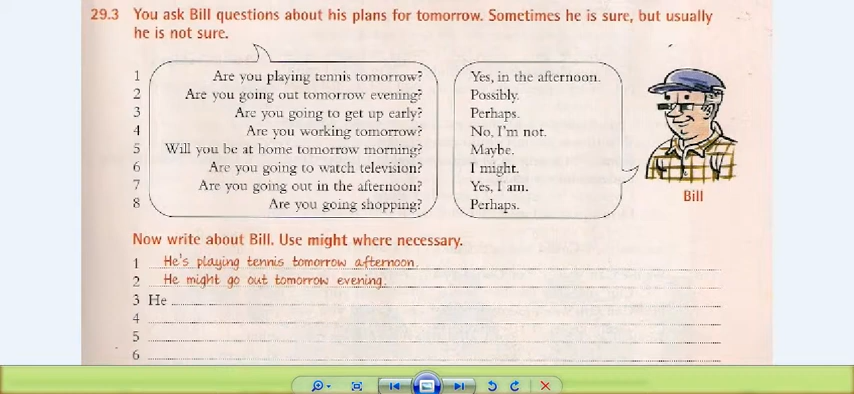 29.3 You ask Bill questions about his plans for tomorrow. Sometimes he is sure, but usually
he is not sure.
1 Are you playing tennis tomorrow? Yes, in the afternoon.
2 Are you going out tomorrow evening? Possibly.
3 Are you going to get up early? Perhaps.
4 Are you working tomorrow? No, I'm not.
5 Will you be at home tomorrow morning? Maybe.
6 Are you going to watch television? I might.
7 Are you going out in the afternoon? Yes, I am.
8 Are you going shopping? Perhaps.
Bill
Now write about Bill. Use might where necessary.
1 He's playing tennis tomorrow afternoon.
2 He might go out tomorrow evening.
3 He
4
5
6